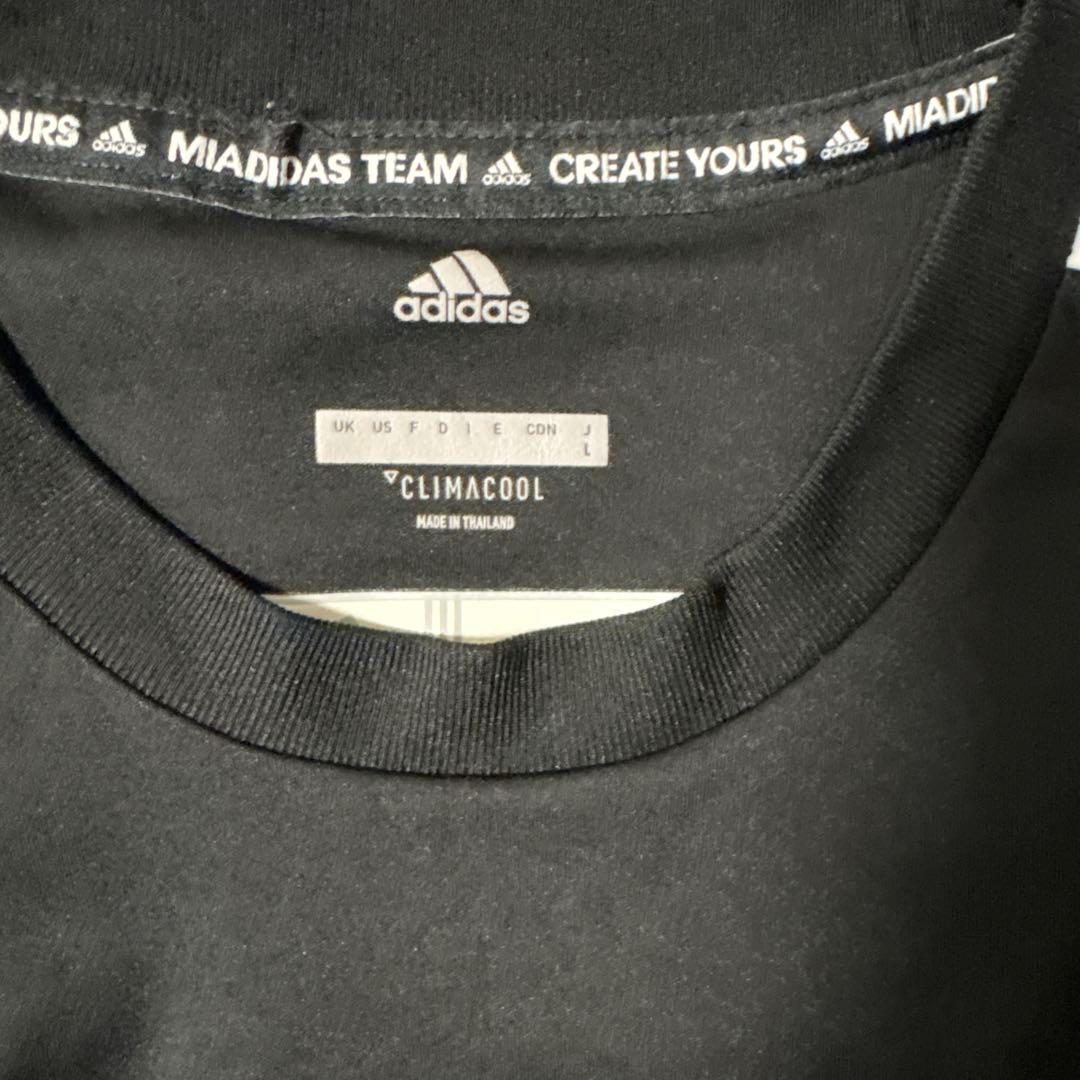 OURS adidas MIADIDAS TEAM adidas CREATE YOURS adidas MIADID
adidas
UK US F D I E CDN J
L
CLIMACOOL
MADE IN THAILAND